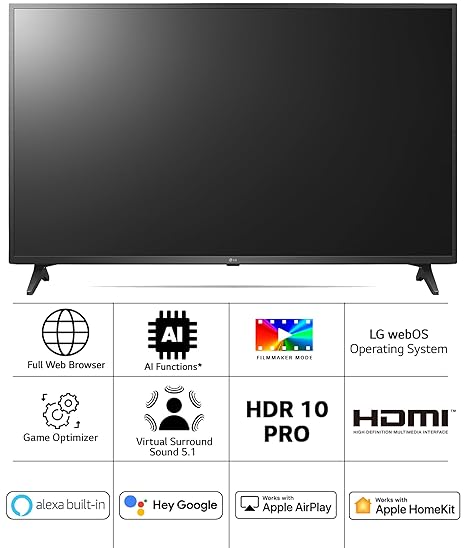 LG
Full Web Browser
AI
AI Functions*
FILMMAKER MODE
LG webOS
Operating System
Game Optimizer
Virtual Surround
Sound 5.1
HDR 10
PRO
HDMI™
HIGH DEFINITION MULTIMEDIA INTERFACE
alexa built-in
Hey Google
Works with
Apple AirPlay
Works with
Apple HomeKit